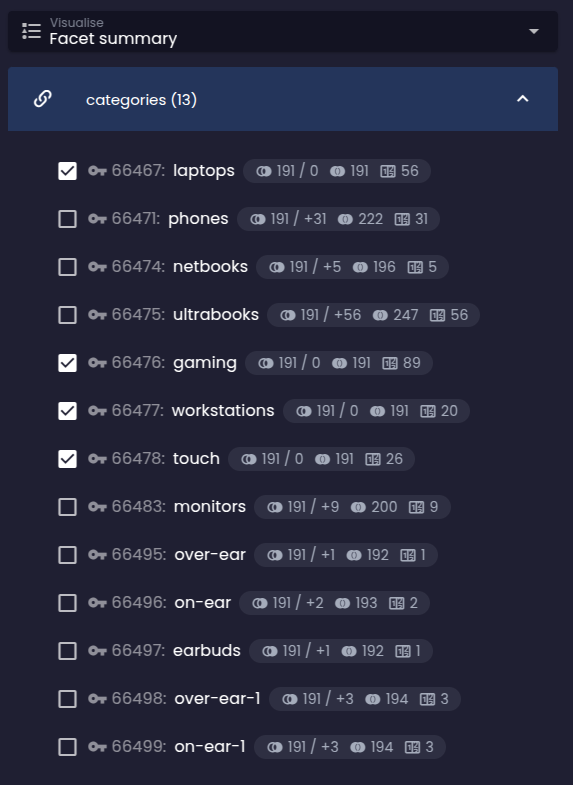 Visualise
Facet summary
categories (13)
66467: laptops 191 / 0 191 56
66471: phones 191 / +31 222 31
66474: netbooks 191 / +5 196 5
66475: ultrabooks 191 / +56 247 56
66476: gaming 191 / 0 191 89
66477: workstations 191 / 0 191 20
66478: touch 191 / 0 191 26
66483: monitors 191 / +9 200 9
66495: over-ear 191 / +1 192 1
66496: on-ear 191 / +2 193 2
66497: earbuds 191 / +1 192 1
66498: over-ear-1 191 / +3 194 3
66499: on-ear-1 191 / +3 194 3